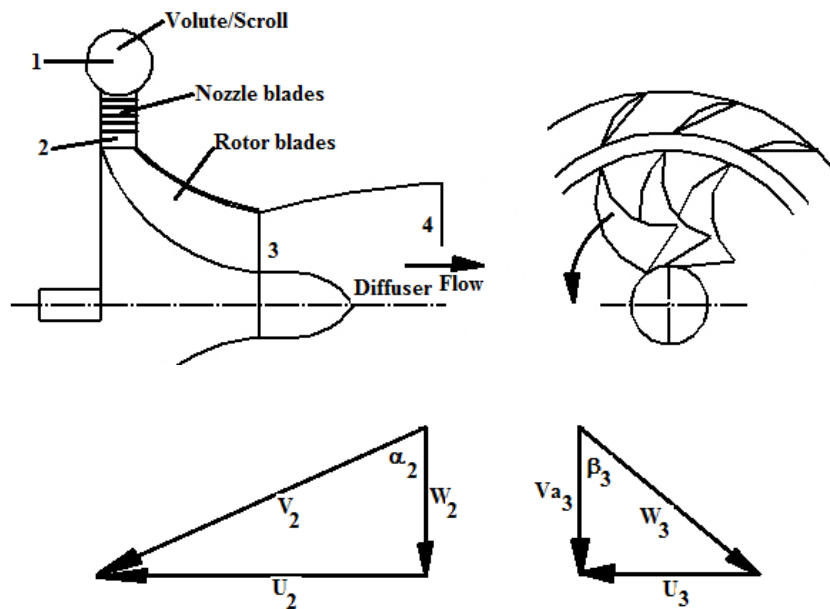 Volute/Scroll
1
Nozzle blades
2
Rotor blades
3
4
Diffuser Flow
α2
V2
W2
U2
Va3
β3
W3
U3